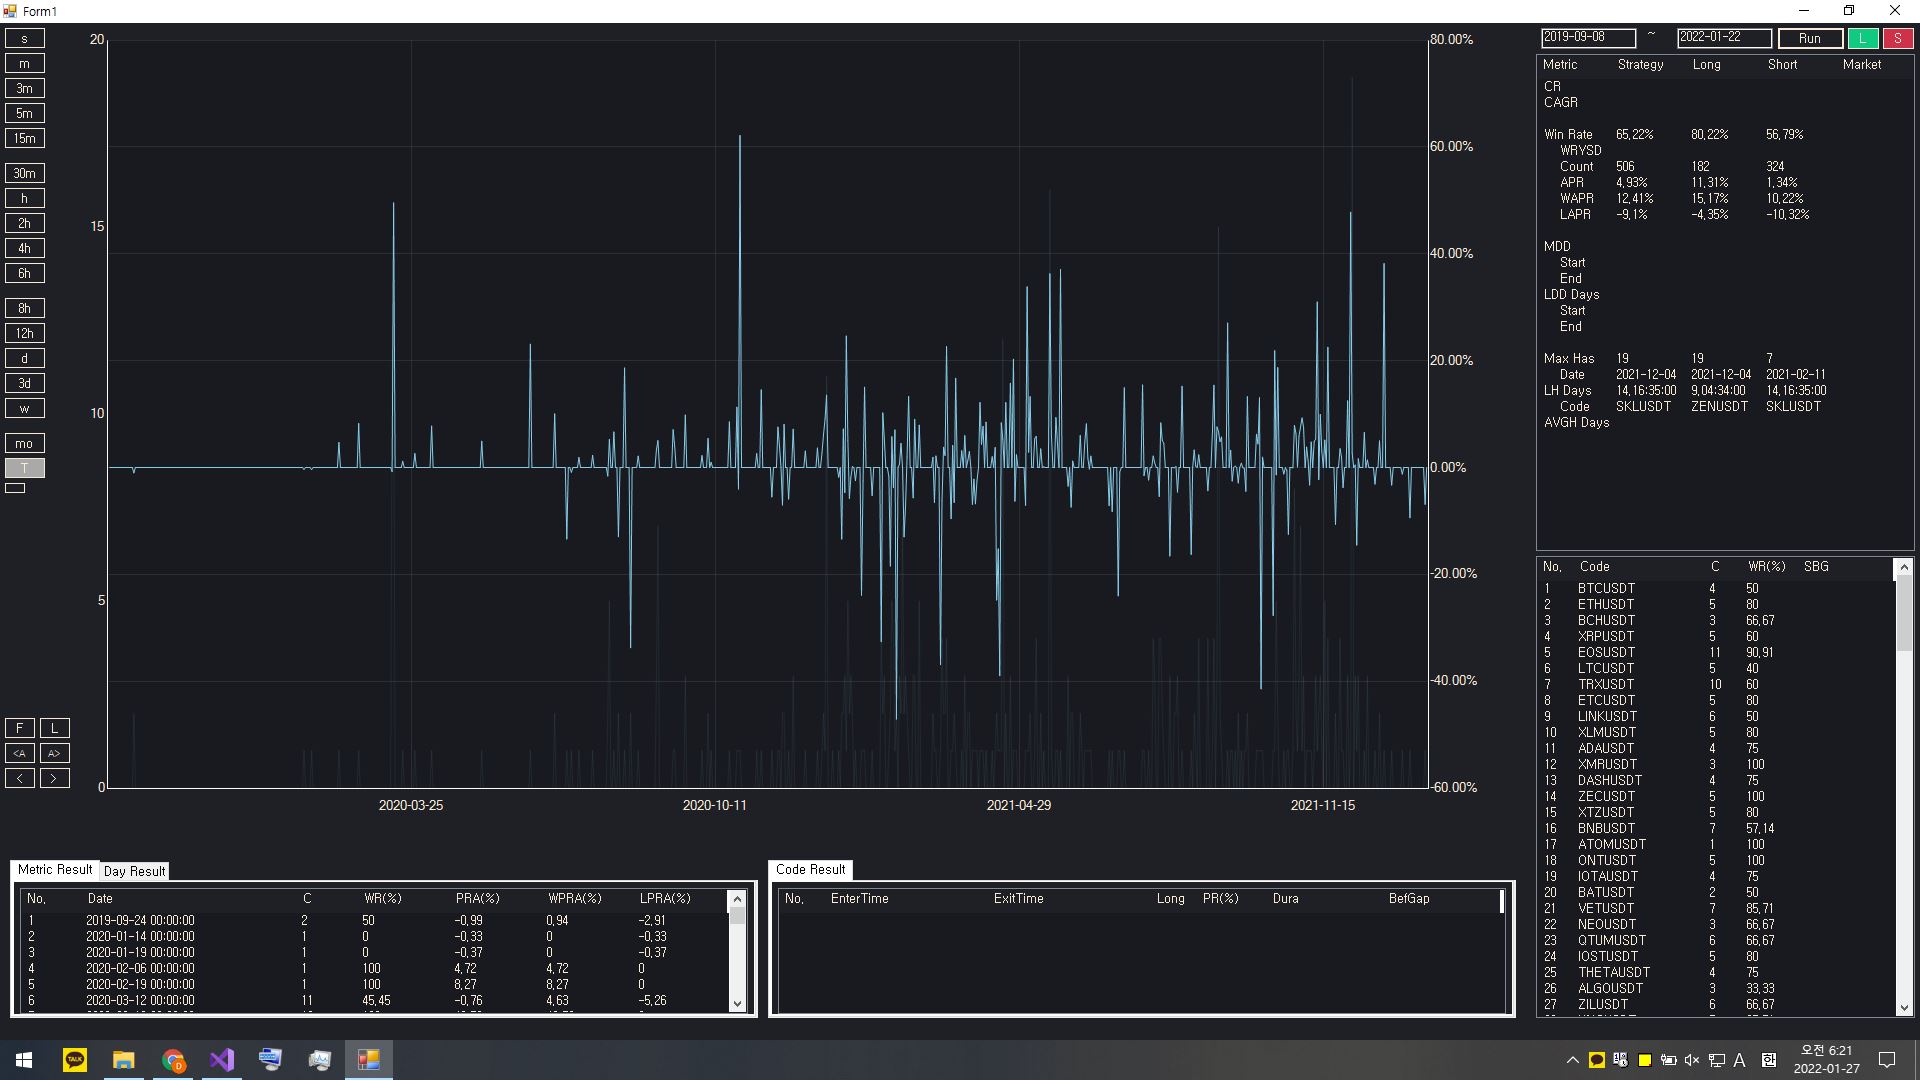 Form1
s
m
3m
5m
15m
30m
h
2h
4h
6h
8h
12h
d
3d
w
mo
T
F L
<A A>
< >
20
15
10
5
0
80.00%
60.00%
40.00%
20.00%
0.00%
-20.00%
-40.00%
-60.00%
2020-03-25 2020-10-11 2021-04-29 2021-11-15
2019-09-08 ~ 2022-01-22 Run L S
Metric Strategy Long Short Market
CR
CAGR
Win Rate 65,22% 80,22% 56,79%
WRYSD
Count 506 182 324
APR 4,93% 11,31% 1,34%
WAPR 12,41% 15,17% 10,22%
LAPR -9,1% -4,35% -10,32%
MDD
Start
End
LDD Days
Start
End
Max Has 19 19 7
Date 2021-12-04 2021-12-04 2021-02-11
LH Days 14,16:35:00 9,04:34:00 14,16:35:00
Code SKLUSDT ZENUSDT SKLUSDT
AVGH Days
No, Code C WR(%) SBG
1 BTCUSDT 4 50
2 ETHUSDT 5 80
3 BCHUSDT 3 66,67
4 XRPUSDT 5 60
5 EOSUSDT 11 90,91
6 LTCUSDT 5 40
7 TRXUSDT 10 60
8 ETCUSDT 5 80
9 LINKUSDT 6 50
10 XLMUSDT 5 80
11 ADAUSDT 4 75
12 XMRUSDT 3 100
13 DASHUSDT 4 75
14 ZECUSDT 5 100
15 XTZUSDT 5 80
16 BNBUSDT 7 57,14
17 ATOMUSDT 1 100
18 ONTUSDT 5 100
19 IOTAUSDT 4 75
20 BATUSDT 2 50
21 VETUSDT 7 85,71
22 NEOUSDT 3 66,67
23 QTUMUSDT 6 66,67
24 IOSTUSDT 5 80
25 THETAUSDT 4 75
26 ALGOUSDT 3 33,33
27 ZILUSDT 6 66,67
Metric Result Day Result
No, Date C WR(%) PRA(%) WPRA(%) LPRA(%)
1 2019-09-24 00:00:00 2 50 -0,99 0,94 -2,91
2 2020-01-14 00:00:00 1 0 -0,33 0 -0,33
3 2020-01-19 00:00:00 1 0 -0,37 0 -0,37
4 2020-02-06 00:00:00 1 100 4,72 4,72 0
5 2020-02-19 00:00:00 1 100 8,27 8,27 0
6 2020-03-12 00:00:00 11 45,45 -0,76 4,63 -5,26
Code Result
No, EnterTime ExitTime Long PR(%) Dura BefGap
TALK
A 한 오전 6:21
2022-01-27